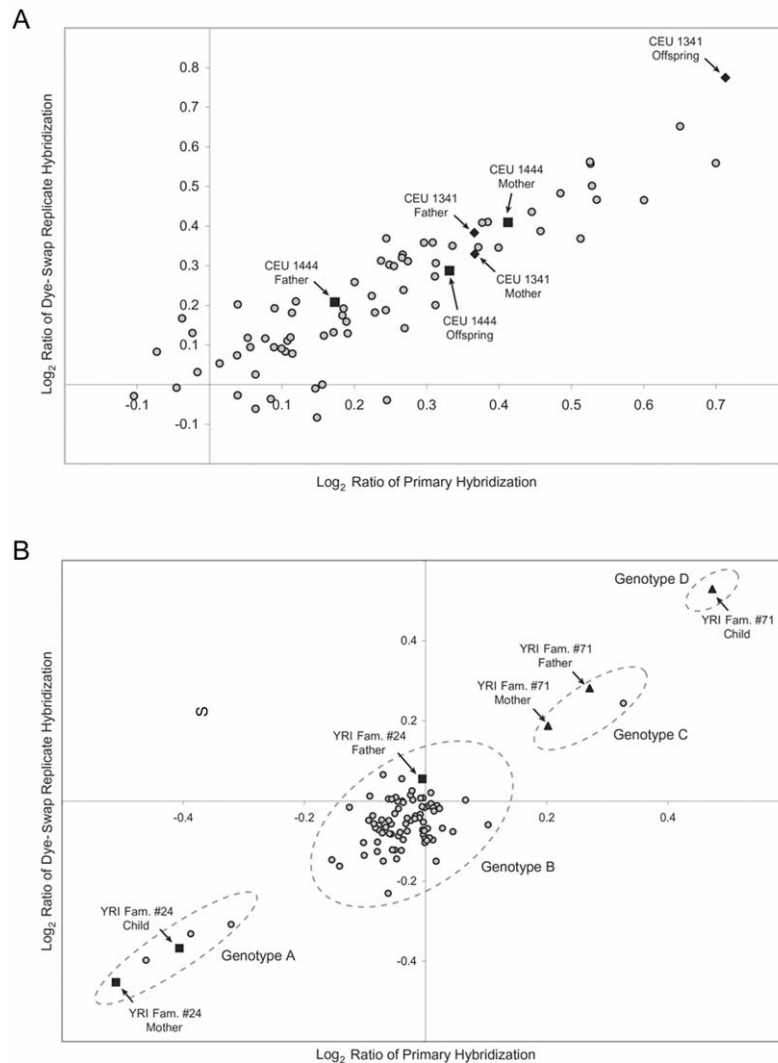 A
CEU 1341
Offspring
0.8
0.7
0.6
0.5
0.4
0.3
0.2
0.1
-0.1
CEU 1444
Mother
CEU 1341
Father
CEU 1444
Father
CEU 1341
Mother
CEU 1444
Offspring
-0.1 0.1 0.2 0.3 0.4 0.5 0.6 0.7
Log2 Ratio of Dye-Swap Replicate Hybridization
Log2 Ratio of Primary Hybridization
B
Genotype D
YRI Fam. #71
Child
0.4
YRI Fam. #71
Father
YRI Fam. #71
Mother
0.2
Genotype C
S
YRI Fam. #24
Father
-0.4 -0.2 0.2 0.4
Genotype B
-0.2
YRI Fam. #24
Child
Genotype A
-0.4
YRI Fam. #24
Mother
Log2 Ratio of Dye-Swap Replicate Hybridization
Log2 Ratio of Primary Hybridization